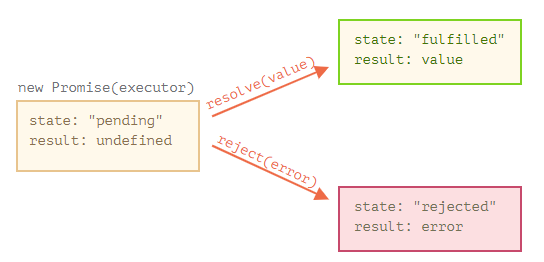 new Promise(executor)
state: "pending"
result: undefined
resolve(value)
reject(error)
state: "fulfilled"
result: value
state: "rejected"
result: error